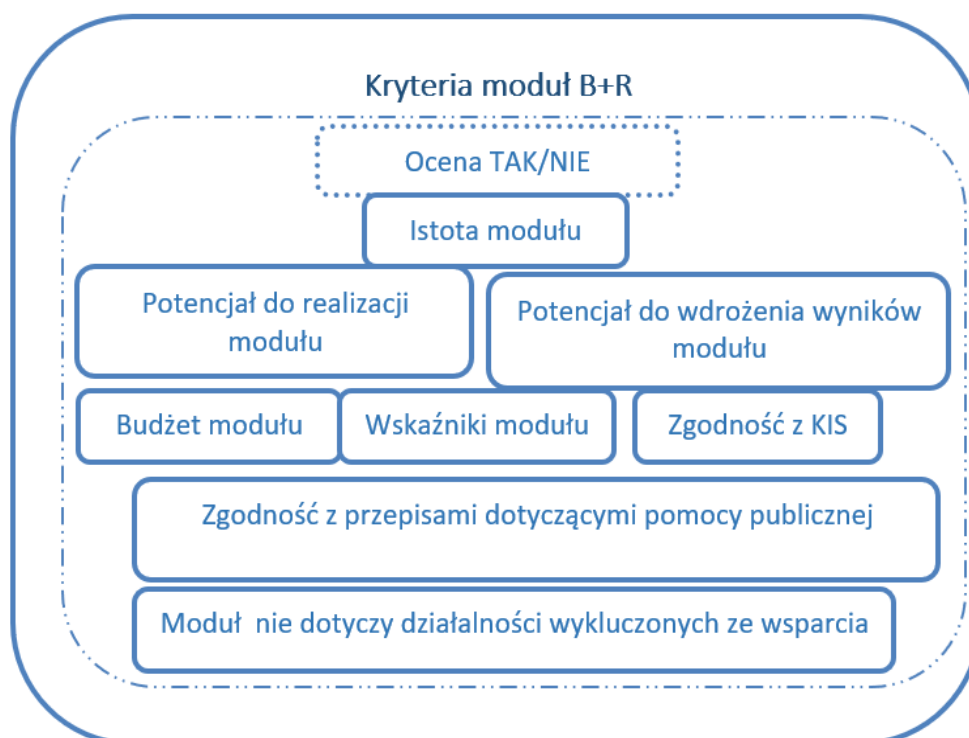 Kryteria moduł B+R
Ocena TAK/NIE
Istota modułu
Potencjał do realizacji
modułu
Potencjał do wdrożenia wyników
modułu
Budżet modułu
Wskaźniki modułu
Zgodność z KIS
Zgodność z przepisami dotyczącymi pomocy publicznej
Moduł  nie dotyczy działalności wykluczonych ze wsparcia